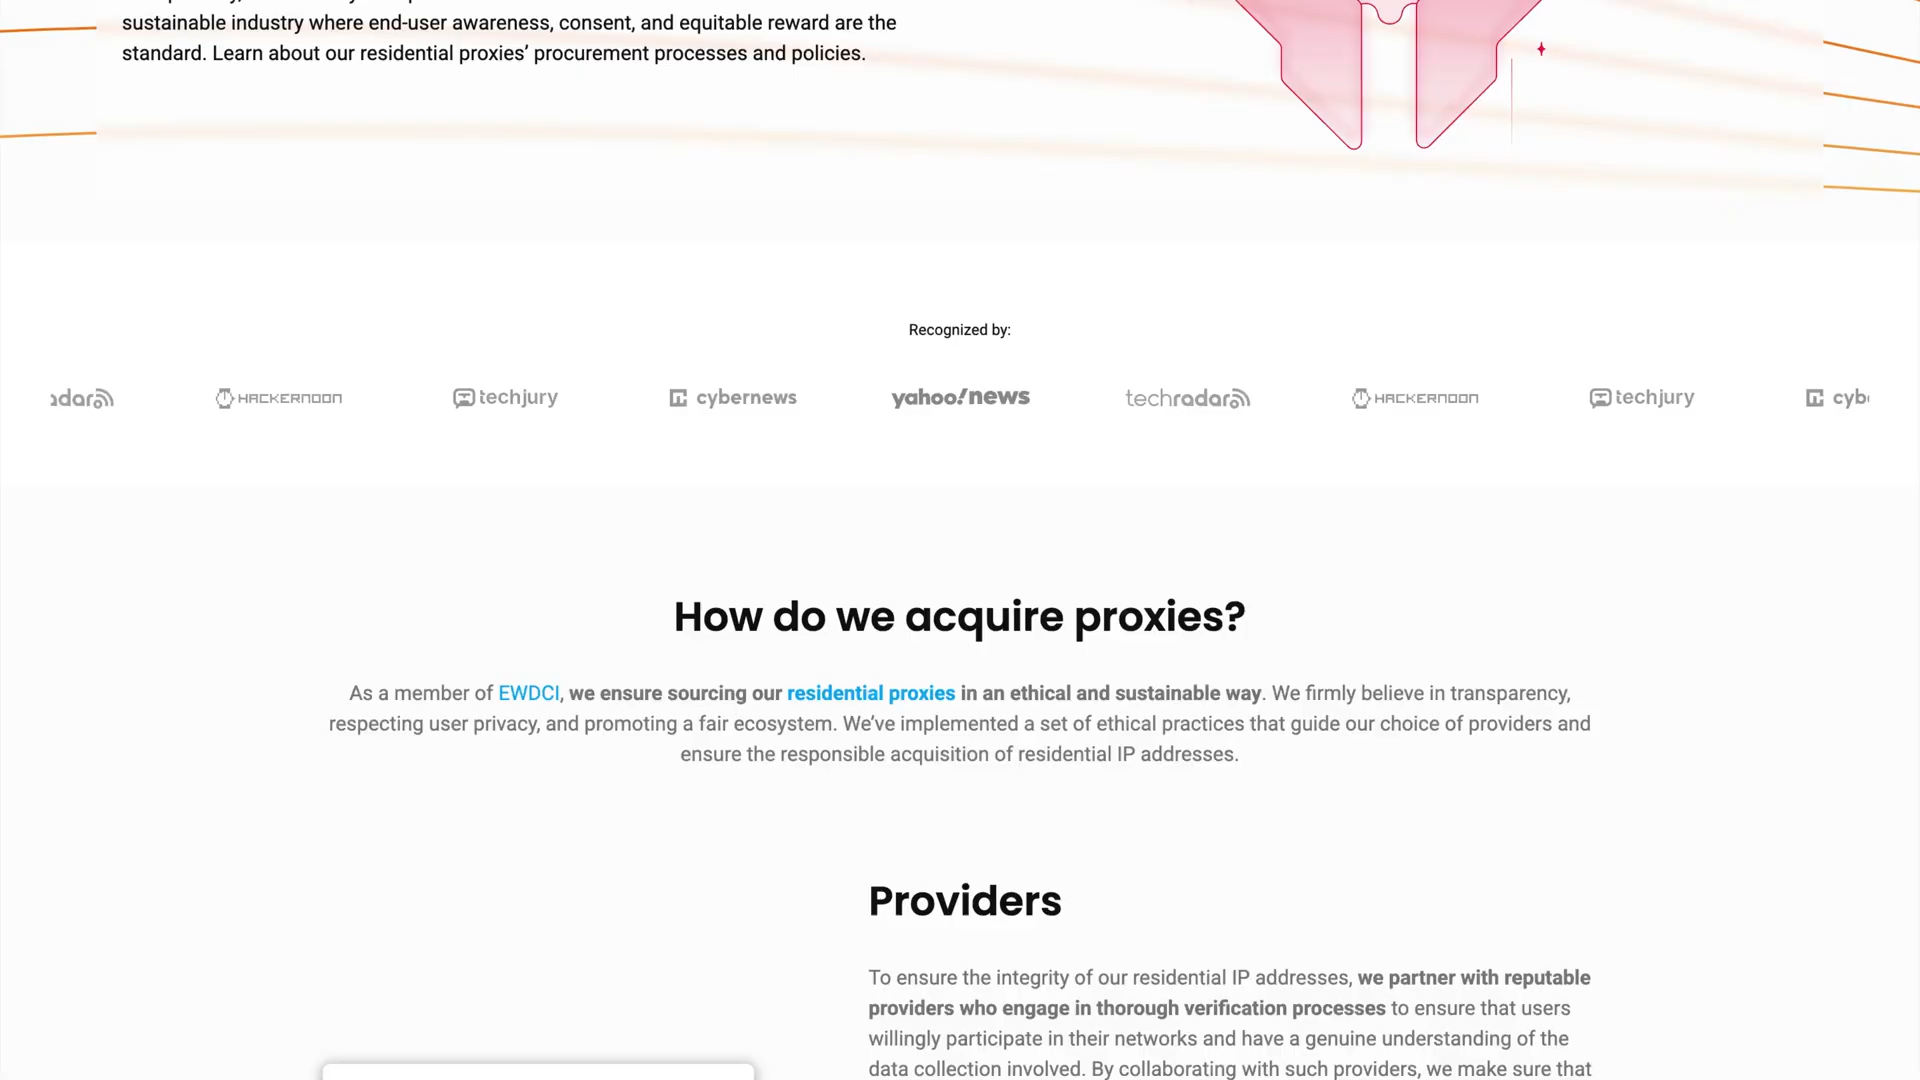 sustainable industry where end-user awareness, consent, and equitable reward are the
standard. Learn about our residential proxies’ procurement processes and policies.
Recognized by:
adar HACKERNOON techjury cybernews yahoo!news techradar HACKERNOON techjury cyb
How do we acquire proxies?
As a member of EWDCI, we ensure sourcing our residential proxies in an ethical and sustainable way. We firmly believe in transparency,
respecting user privacy, and promoting a fair ecosystem. We’ve implemented a set of ethical practices that guide our choice of providers and
ensure the responsible acquisition of residential IP addresses.
Providers
To ensure the integrity of our residential IP addresses, we partner with reputable
providers who engage in thorough verification processes to ensure that users
willingly participate in their networks and have a genuine understanding of the
data collection involved. By collaborating with such providers, we make sure that